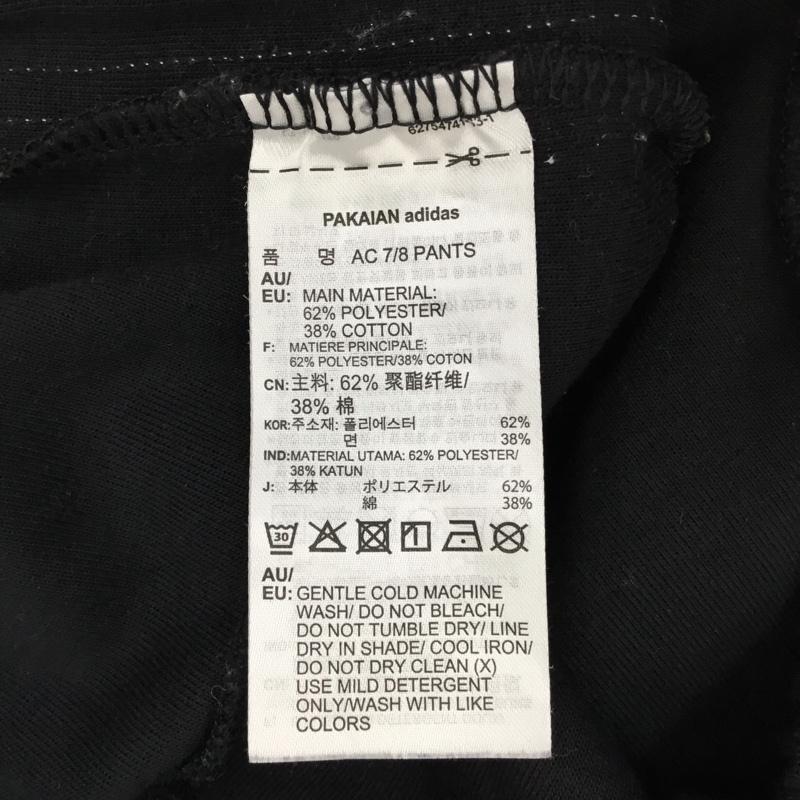 62754741-13-1
PAKAIAN adidas
품 명 AC 7/8 PANTS
AU/
EU: MAIN MATERIAL:
62% POLYESTER/
38% COTTON
F: MATIERE PRINCIPALE:
62% POLYESTER/38% COTON
CN:主料: 62% 聚酯纤维/
38% 棉
KOR:주소재: 폴리에스터 62%
면 38%
IND:MATERIAL UTAMA: 62% POLYESTER/
38% KATUN
J: 本体 ポリエステル 62%
綿 38%
30
AU/
EU: GENTLE COLD MACHINE
WASH/ DO NOT BLEACH/
DO NOT TUMBLE DRY/ LINE
DRY IN SHADE/ COOL IRON/
DO NOT DRY CLEAN (X)
USE MILD DETERGENT
ONLY/WASH WITH LIKE
COLORS